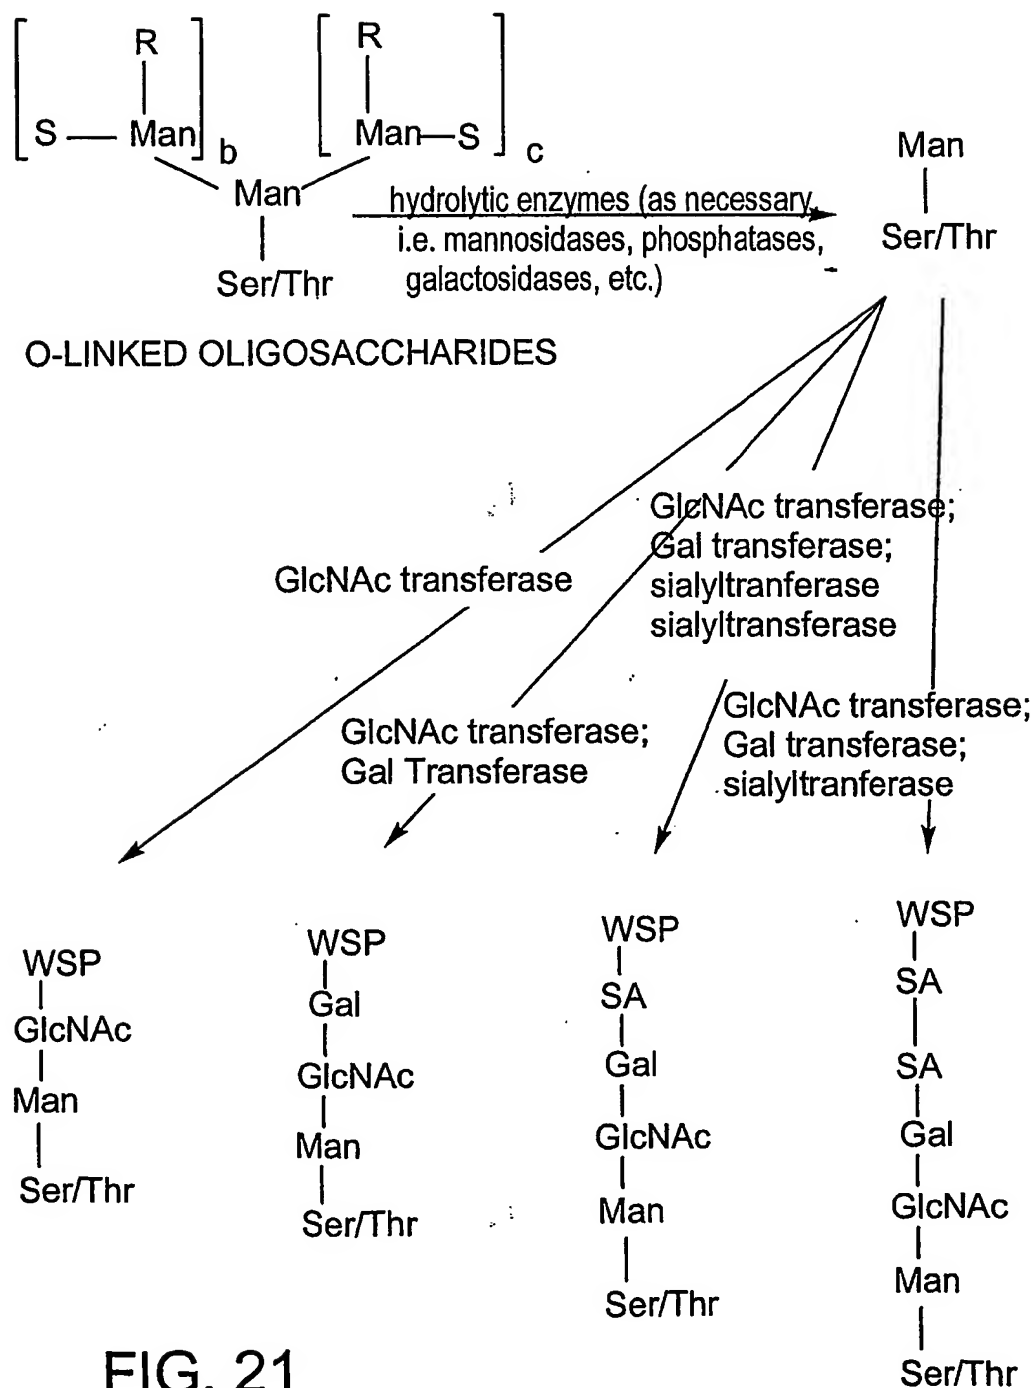 R
R
S — Man
b
Man—S
c
Man
Ser/Thr
O-LINKED OLIGOSACCHARIDES
hydrolytic enzymes (as necessary,
i.e. mannosidases, phosphatases,
galactosidases, etc.)
Man
Ser/Thr
GlcNAc transferase
GlcNAc transferase;
Gal Transferase
GlcNAc transferase;
Gal transferase;
sialyltranferase
sialyltransferase
GlcNAc transferase;
Gal transferase;
sialyltranferase
WSP
GlcNAc
Man
Ser/Thr
WSP
Gal
GlcNAc
Man
Ser/Thr
WSP
SA
Gal
GlcNAc
Man
Ser/Thr
WSP
SA
SA
Gal
GlcNAc
Man
Ser/Thr
FIG. 21